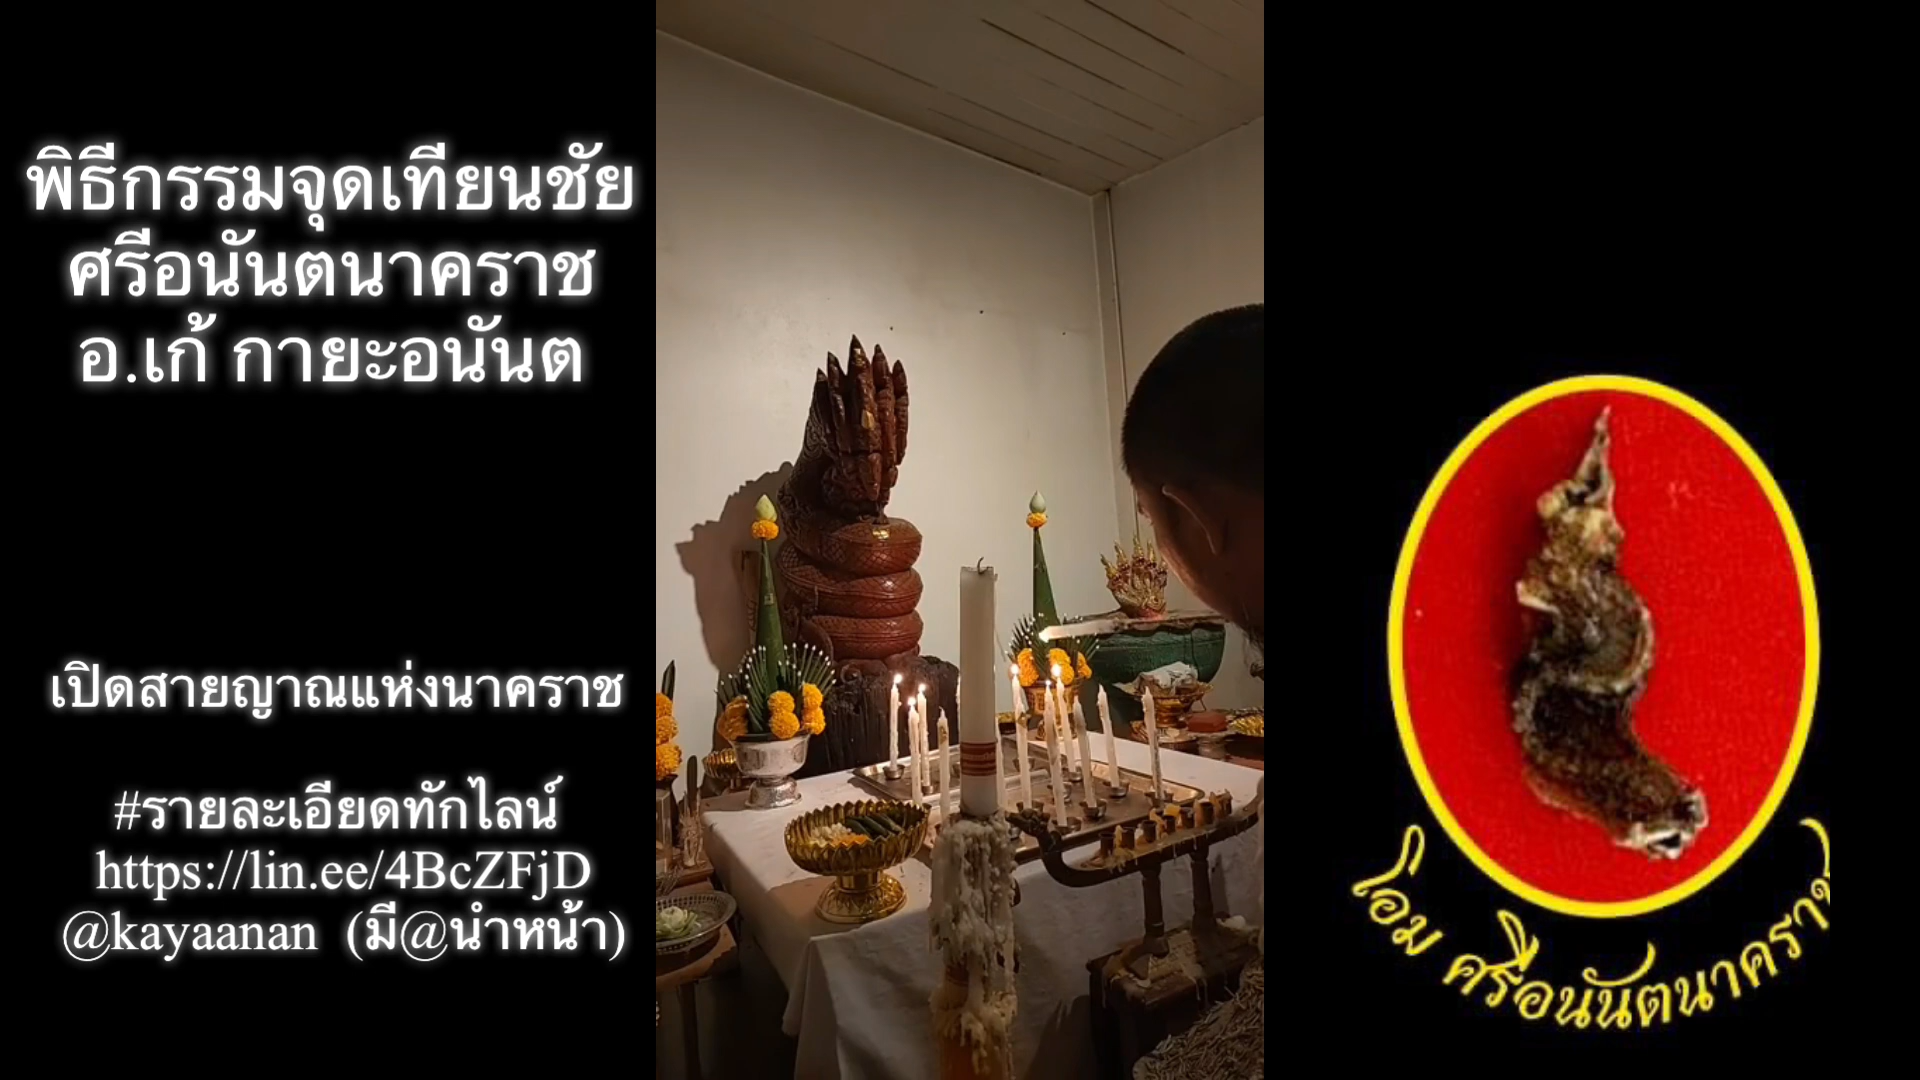 พิธีกรรมจุดเทียนชัย
ศรีอนันตนาคราช
อ.เก้ กายะอนันต
เปิดสายญาณแห่งนาคราช
#รายละเอียดทักไลน์
https://lin.ee/4BcZFjD
@kayaanan (มี@นำหน้า)
โอม ศรีอนันตนาคราช